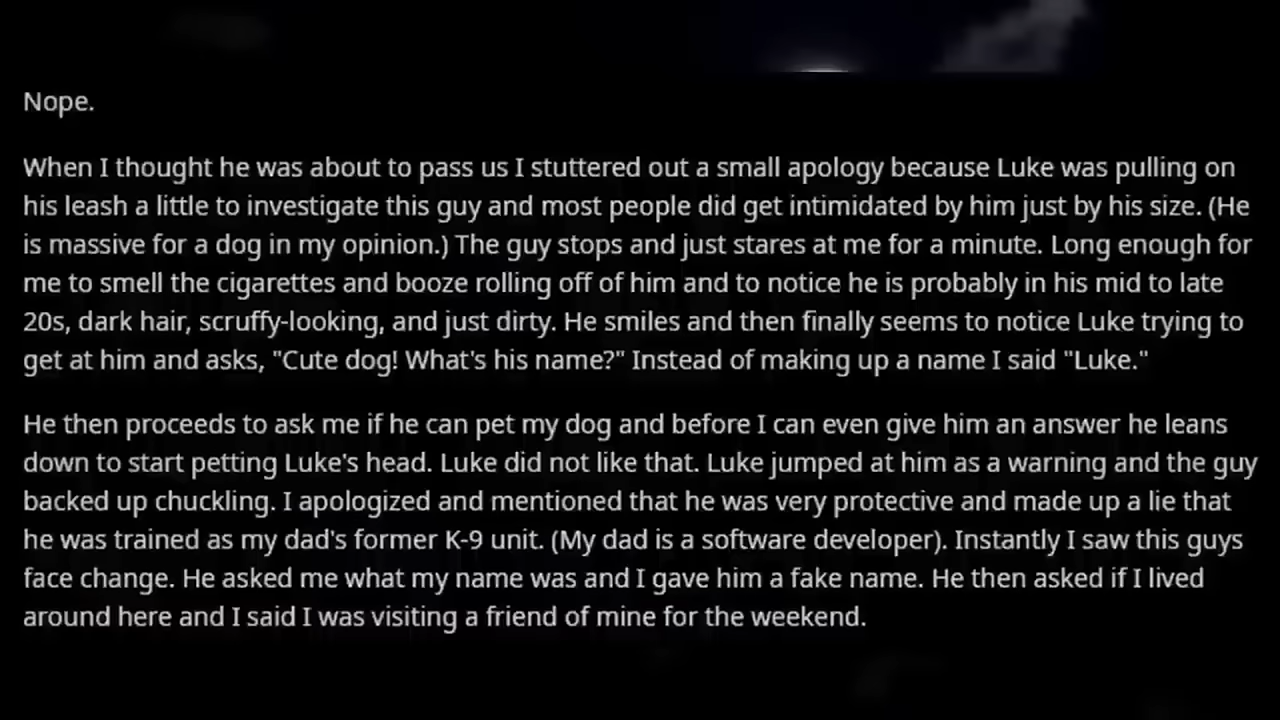 Nope.
When I thought he was about to pass us I stuttered out a small apology because Luke was pulling on
his leash a little to investigate this guy and most people did get intimidated by him just by his size. (He
is massive for a dog in my opinion.) The guy stops and just stares at me for a minute. Long enough for
me to smell the cigarettes and booze rolling off of him and to notice he is probably in his mid to late
20s, dark hair, scruffy-looking, and just dirty. He smiles and then finally seems to notice Luke trying to
get at him and asks, "Cute dog! What's his name?" Instead of making up a name I said "Luke."
He then proceeds to ask me if he can pet my dog and before I can even give him an answer he leans
down to start petting Luke's head. Luke did not like that. Luke jumped at him as a warning and the guy
backed up chuckling. I apologized and mentioned that he was very protective and made up a lie that
he was trained as my dad's former K-9 unit. (My dad is a software developer). Instantly I saw this guys
face change. He asked me what my name was and I gave him a fake name. He then asked if I lived
around here and I said I was visiting a friend of mine for the weekend.